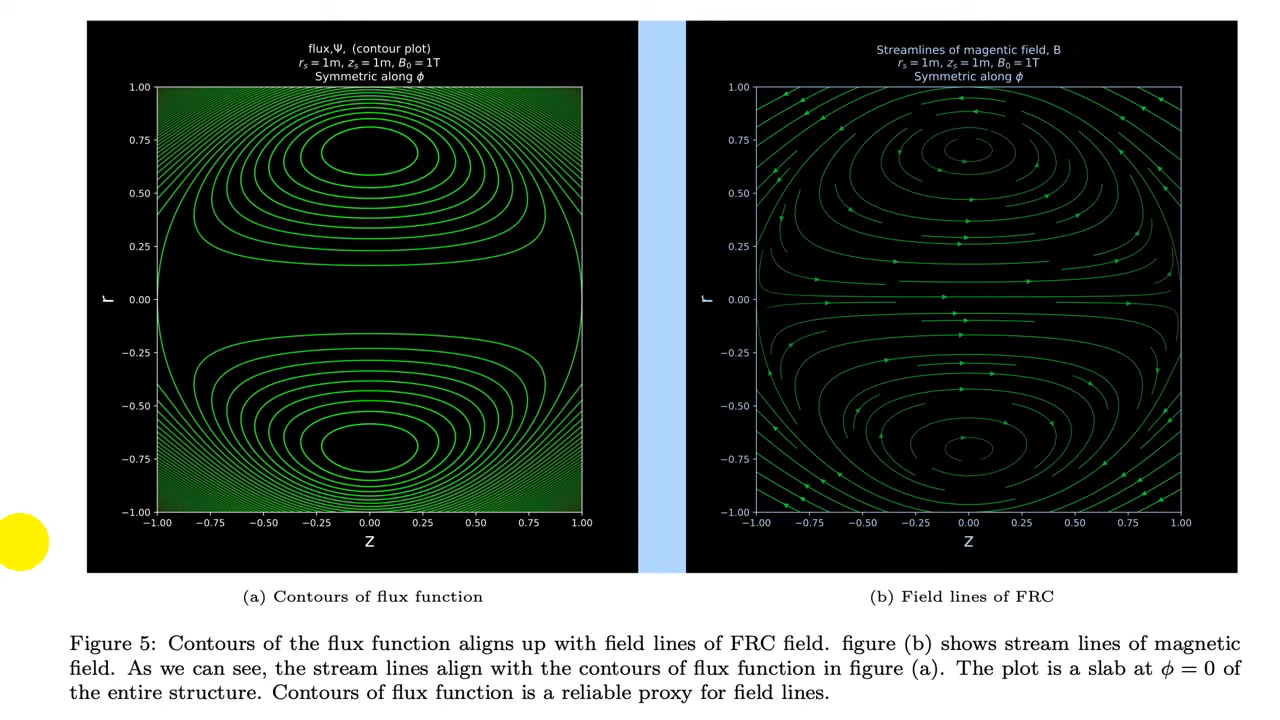 flux,Ψ, (contour plot)
r_s = 1m, z_s = 1m, B_0 = 1T
Symmetric along ϕ
1.00
0.75
0.50
0.25
0.00
−0.25
−0.50
−0.75
−1.00
r
−1.00 −0.75 −0.50 −0.25 0.00 0.25 0.50 0.75 1.00
z
Streamlines of magentic field, B
r_s = 1m, z_s = 1m, B_0 = 1T
Symmetric along ϕ
1.00
0.75
0.50
0.25
0.00
−0.25
−0.50
−0.75
−1.00
r
−1.00 −0.75 −0.50 −0.25 0.00 0.25 0.50 0.75 1.00
z
(a) Contours of flux function
(b) Field lines of FRC
Figure 5: Contours of the flux function aligns up with field lines of FRC field. figure (b) shows stream lines of magnetic
field. As we can see, the stream lines align with the contours of flux function in figure (a). The plot is a slab at ϕ = 0 of
the entire structure. Contours of flux function is a reliable proxy for field lines.